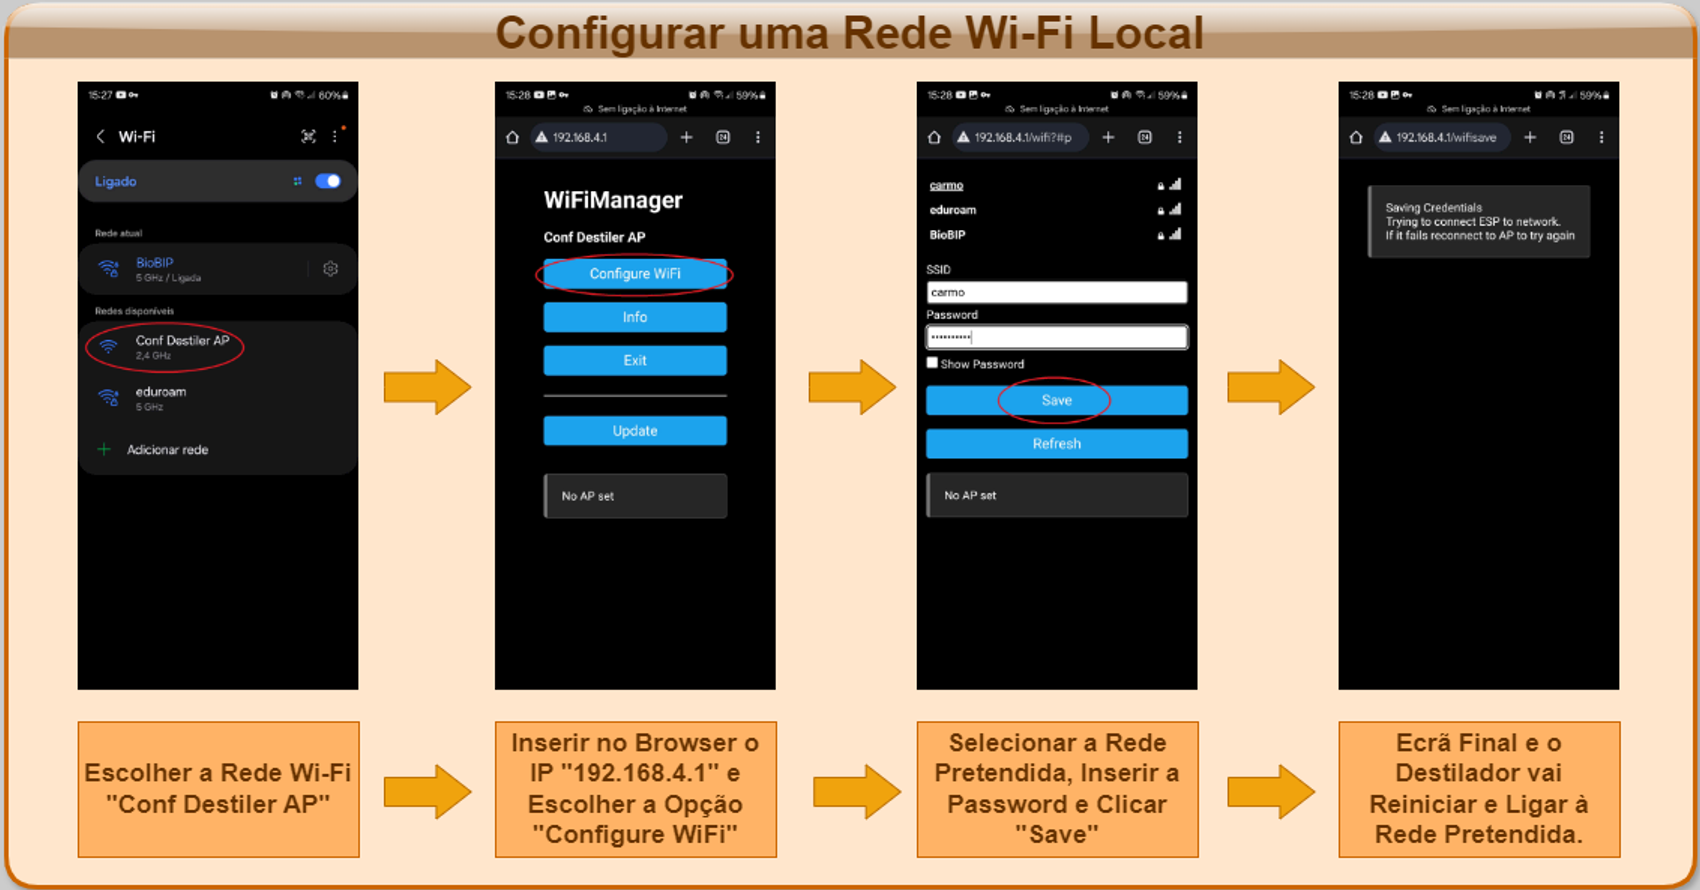 Configurar uma Rede Wi-Fi Local
15:27
60%
Wi-Fi
Ligado
Rede atual
BioBIP
5 GHz / Ligada
Redes disponíveis
Conf Destiler AP
2,4 GHz
eduroam
5 GHz
Adicionar rede
15:28
59%
Sem ligação à Internet
192.168.4.1
24
WiFiManager
Conf Destiler AP
Configure WiFi
Info
Exit
Update
No AP set
15:28
59%
Sem ligação à Internet
192.168.4.1/wifi?#p
24
carmo
eduroam
BioBIP
SSID
carmo
Password
Show Password
Save
Refresh
No AP set
15:28
59%
Sem ligação à Internet
192.168.4.1/wifisave
24
Saving Credentials
Trying to connect ESP to network.
If it fails reconnect to AP to try again
Escolher a Rede Wi-Fi
"Conf Destiler AP"
Inserir no Browser o
IP "192.168.4.1" e
Escolher a Opção
"Configure WiFi"
Selecionar a Rede
Pretendida, Inserir a
Password e Clicar
"Save"
Ecrã Final e o
Destilador vai
Reiniciar e Ligar à
Rede Pretendida.